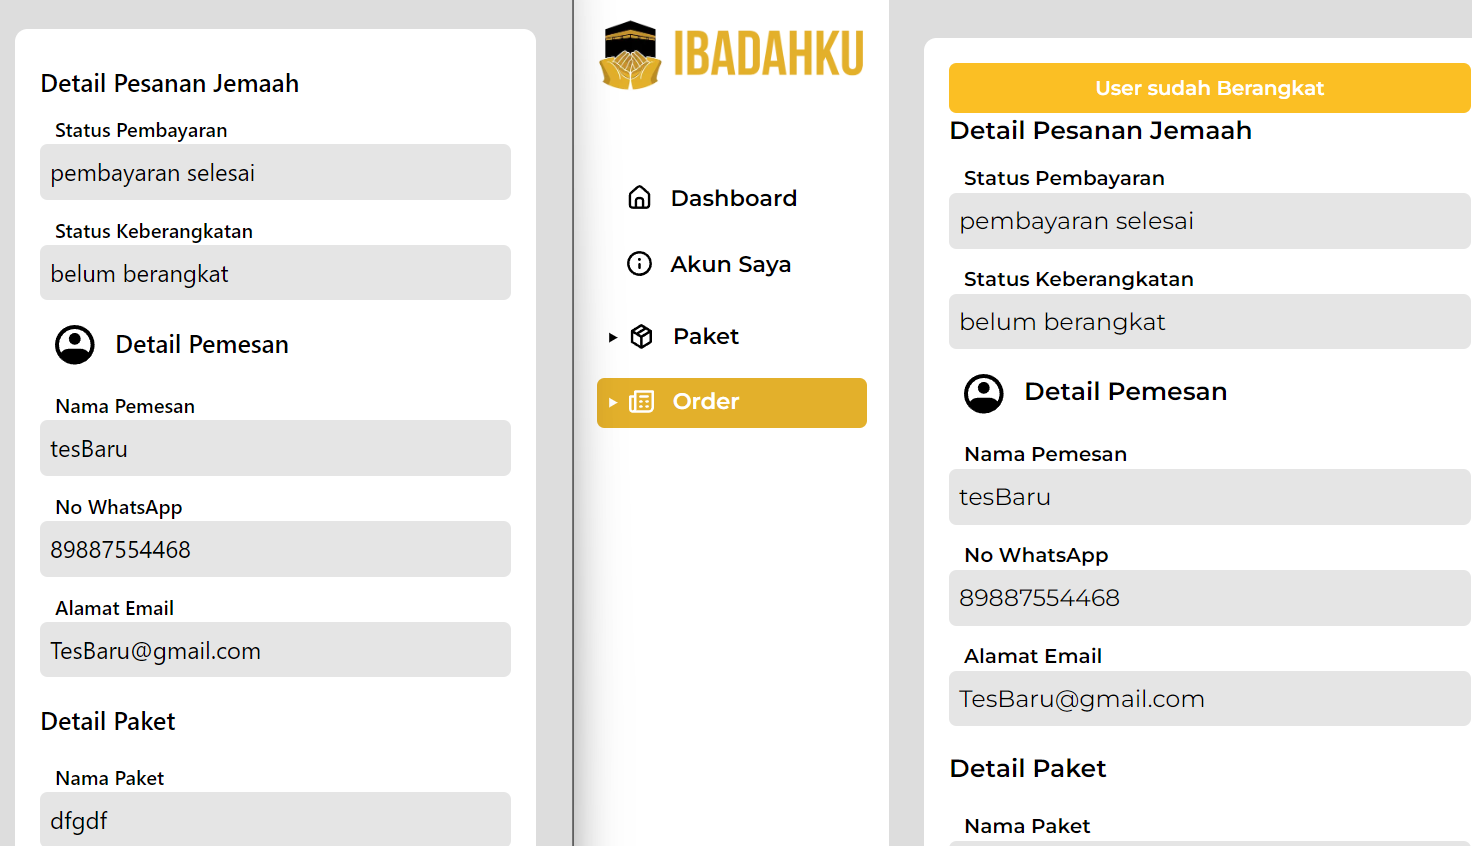 Detail Pesanan Jemaah
Status Pembayaran
pembayaran selesai
Status Keberangkatan
belum berangkat
Detail Pemesan
Nama Pemesan
tesBaru
No WhatsApp
89887554468
Alamat Email
TesBaru@gmail.com
Detail Paket
Nama Paket
dfgdf
IBADAHKU
Dashboard
Akun Saya
Paket
Order
User sudah Berangkat
Detail Pesanan Jemaah
Status Pembayaran
pembayaran selesai
Status Keberangkatan
belum berangkat
Detail Pemesan
Nama Pemesan
tesBaru
No WhatsApp
89887554468
Alamat Email
TesBaru@gmail.com
Detail Paket
Nama Paket